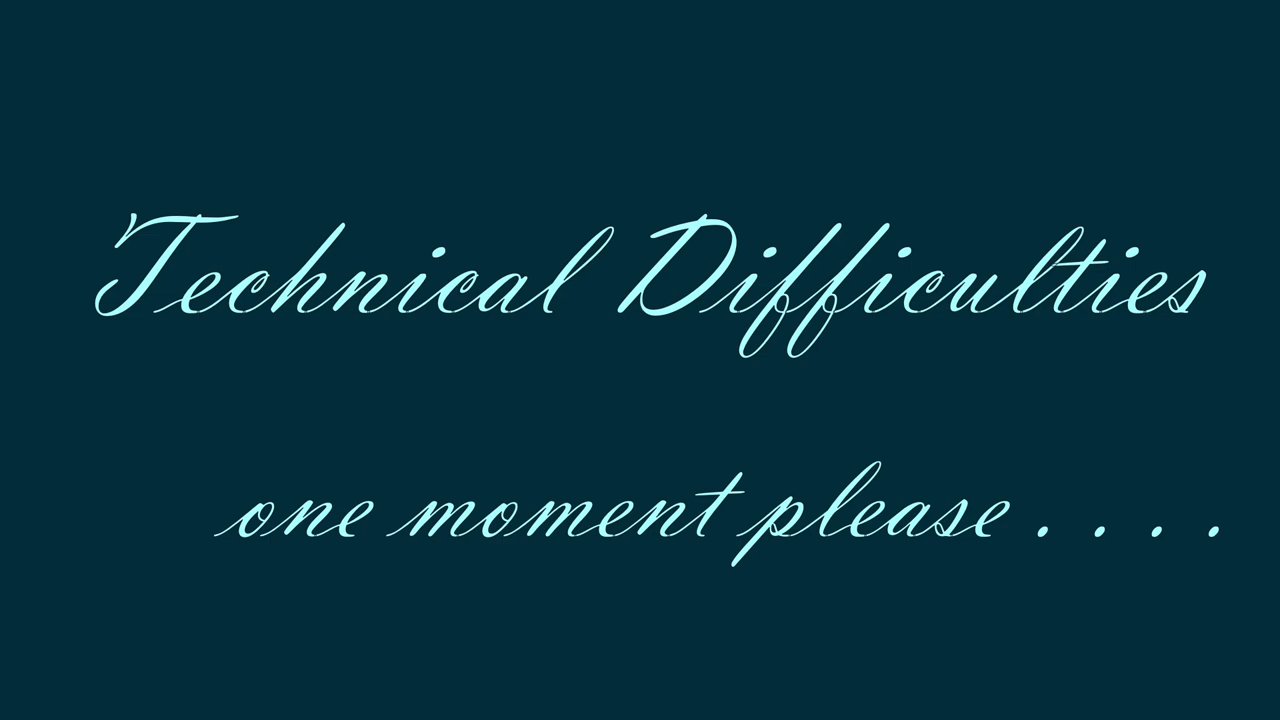 Technical Difficulties
one moment please . . . .